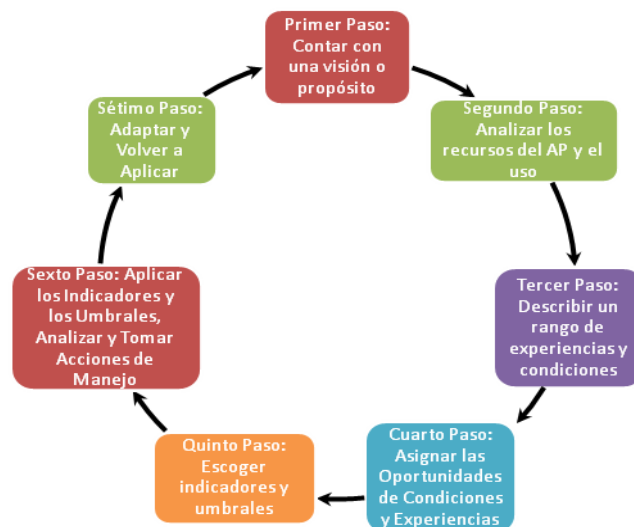 Primer Paso:
Contar con
una visión o
propósito
Segundo Paso:
Analizar los
recursos del AP y el
uso
Tercer Paso:
Describir un
rango de
experiencias y
condiciones
Cuarto Paso:
Asignar las
Oportunidades
de Condiciones
y Experiencias
Quinto Paso:
Escoger
indicadores y
umbrales
Sexto Paso: Aplicar
los Indicadores y
los Umbrales,
Analizar y Tomar
Acciones de
Manejo
Sétimo Paso:
Adaptar y
Volver a
Aplicar